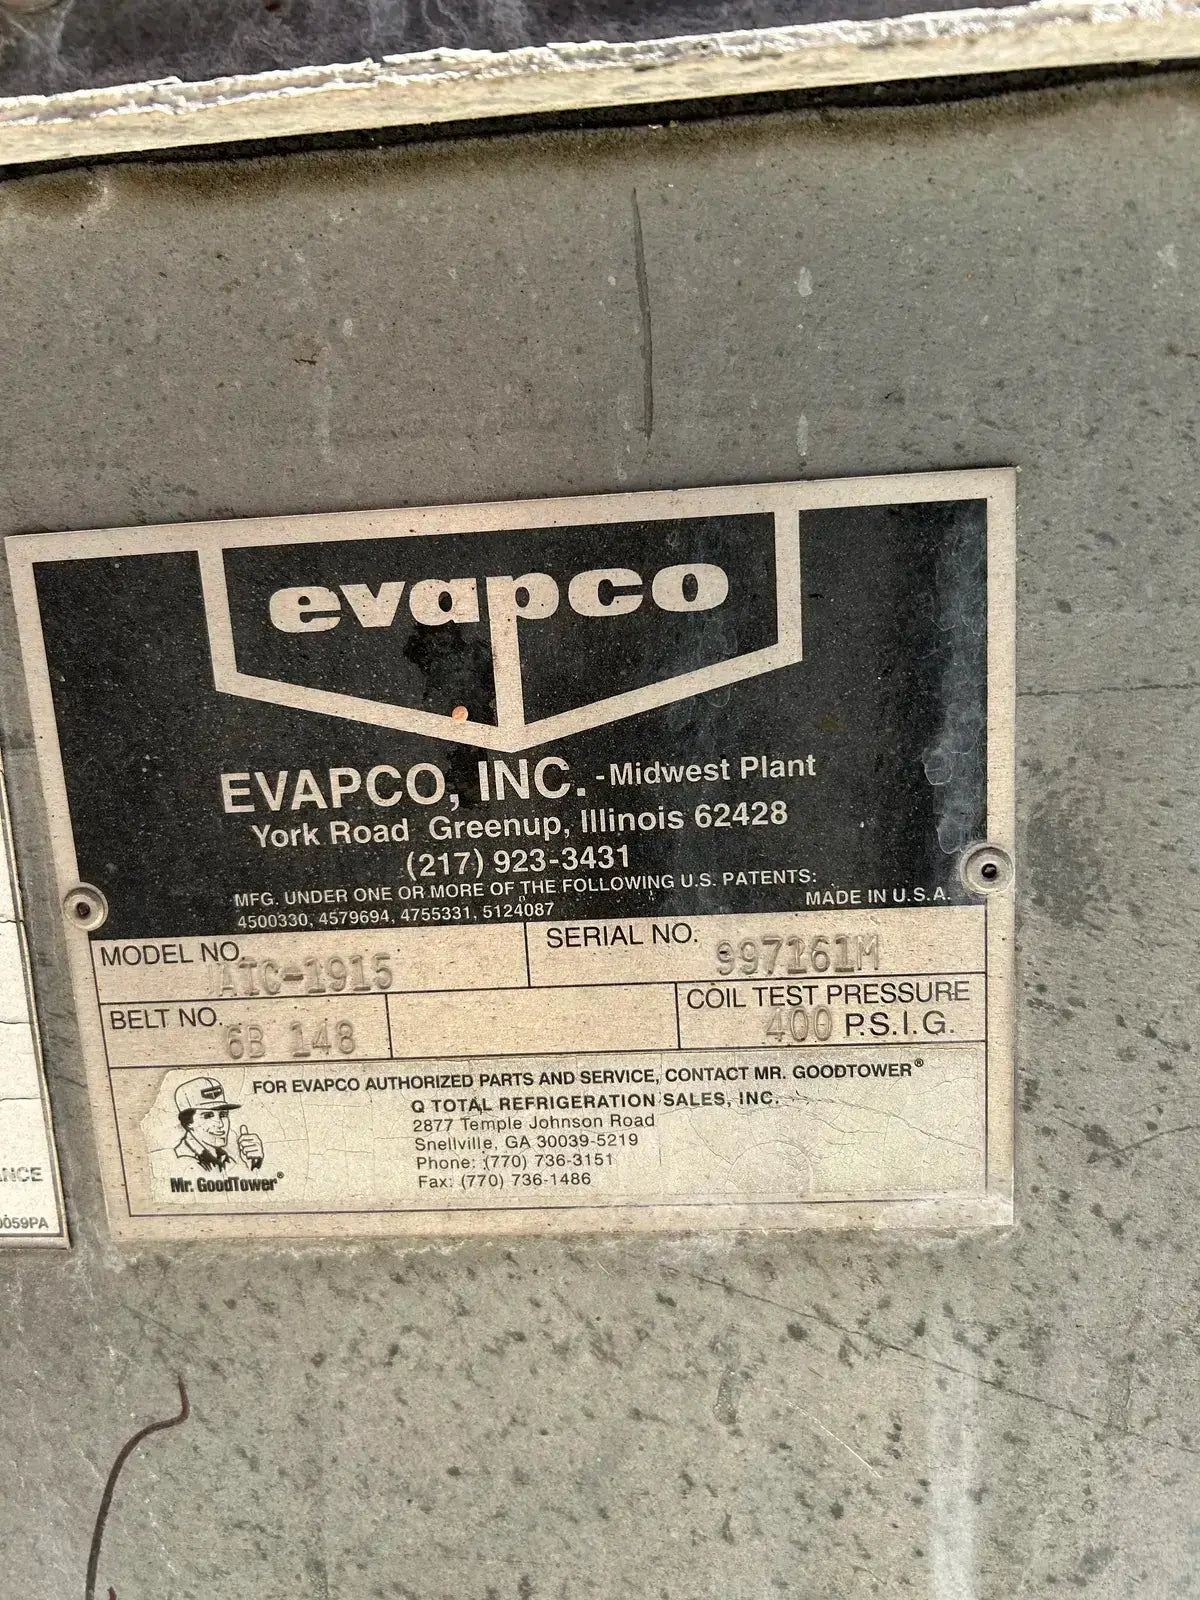 evapco
EVAPCO, INC. -Midwest Plant
York Road Greenup, Illinois 62428
(217) 923-3431
MFG. UNDER ONE OR MORE OF THE FOLLOWING U.S. PATENTS:
4500330, 4579694, 4755331, 5124087
MADE IN U.S.A.
MODEL NO. ATC-1915
SERIAL NO. 997161M
BELT NO. 6B 148
COIL TEST PRESSURE
400 P.S.I.G.
FOR EVAPCO AUTHORIZED PARTS AND SERVICE, CONTACT MR. GOODTOWER®
Q TOTAL REFRIGERATION SALES, INC.
2877 Temple Johnson Road
Snellville, GA 30039-5219
Phone: (770) 736-3151
Fax: (770) 736-1486
Mr. GoodTower®
059PA